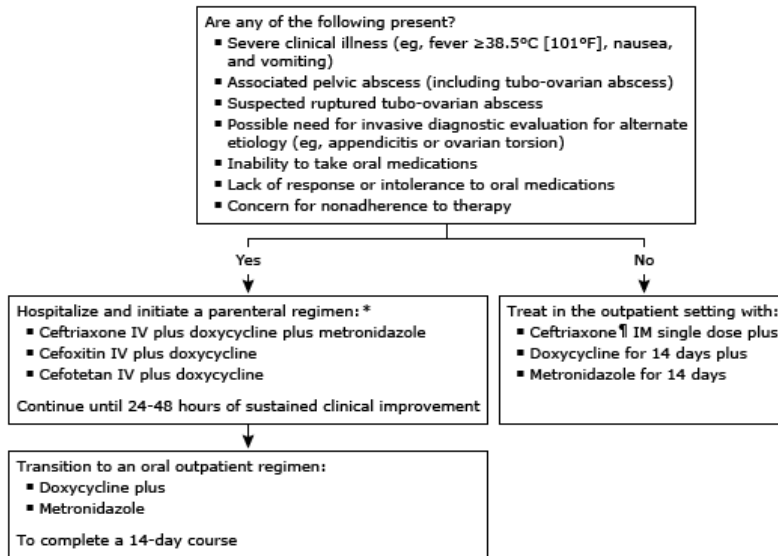 Are any of the following present?
▪ Severe clinical illness (eg, fever ≥38.5°C [101°F], nausea,
and vomiting)
▪ Associated pelvic abscess (including tubo-ovarian abscess)
▪ Suspected ruptured tubo-ovarian abscess
▪ Possible need for invasive diagnostic evaluation for alternate
etiology (eg, appendicitis or ovarian torsion)
▪ Inability to take oral medications
▪ Lack of response or intolerance to oral medications
▪ Concern for nonadherence to therapy
Yes
No
Hospitalize and initiate a parenteral regimen:*
▪ Ceftriaxone IV plus doxycycline plus metronidazole
▪ Cefoxitin IV plus doxycycline
▪ Cefotetan IV plus doxycycline
Continue until 24-48 hours of sustained clinical improvement
Treat in the outpatient setting with:
▪ Ceftriaxone¶ IM single dose plus
▪ Doxycycline for 14 days plus
▪ Metronidazole for 14 days
Transition to an oral outpatient regimen:
▪ Doxycycline plus
▪ Metronidazole
To complete a 14-day course